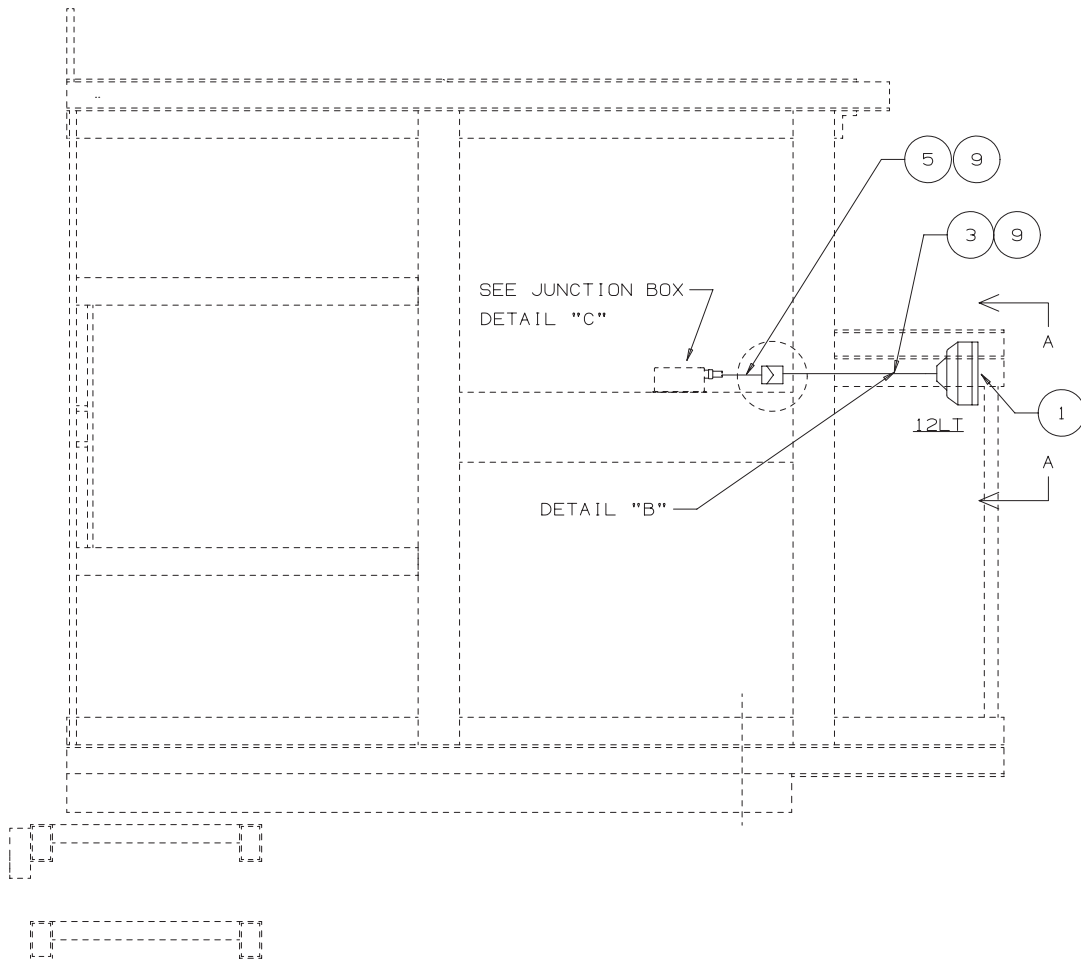 5 9
3 9
SEE JUNCTION BOX
DETAIL "C"
A
1
12LT
A
DETAIL "B"